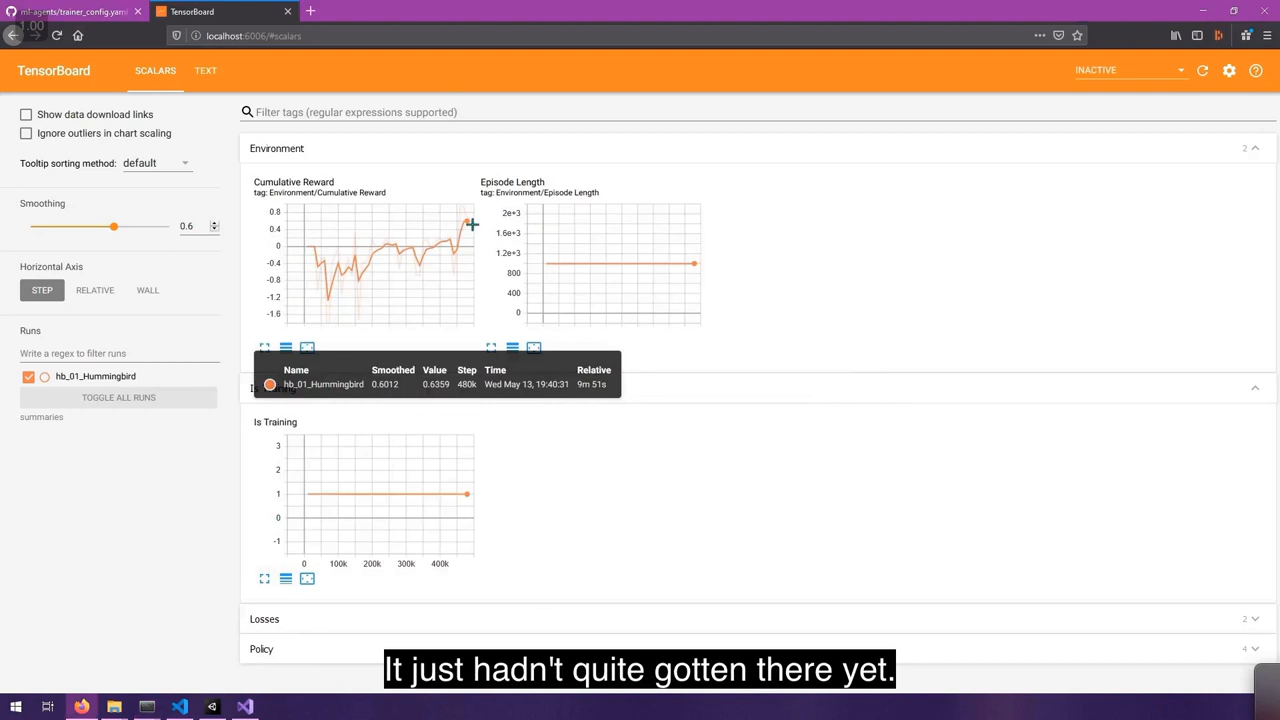 ml-agents/trainer_config.yaml
TensorBoard
1.00
localhost:6006/#scalars
TensorBoard
SCALARS
TEXT
INACTIVE
Show data download links
Ignore outliers in chart scaling
Tooltip sorting method: default
Smoothing
0.6
Horizontal Axis
STEP
RELATIVE
WALL
Runs
Write a regex to filter runs
hb_01_Hummingbird
TOGGLE ALL RUNS
summaries
Filter tags (regular expressions supported)
Environment
2
Cumulative Reward
tag: Environment/Cumulative Reward
0.8
0.4
0
-0.4
-0.8
-1.2
-1.6
Episode Length
tag: Environment/Episode Length
2e+3
1.6e+3
1.2e+3
800
400
0
Name Smoothed Value Step Time Relative
hb_01_Hummingbird 0.6012 0.6359 480k Wed May 13, 19:40:31 9m 51s
Is Training
3
2
1
0
-1
0 100k 200k 300k 400k
Losses
2
Policy
4
It just hadn't quite gotten there yet.